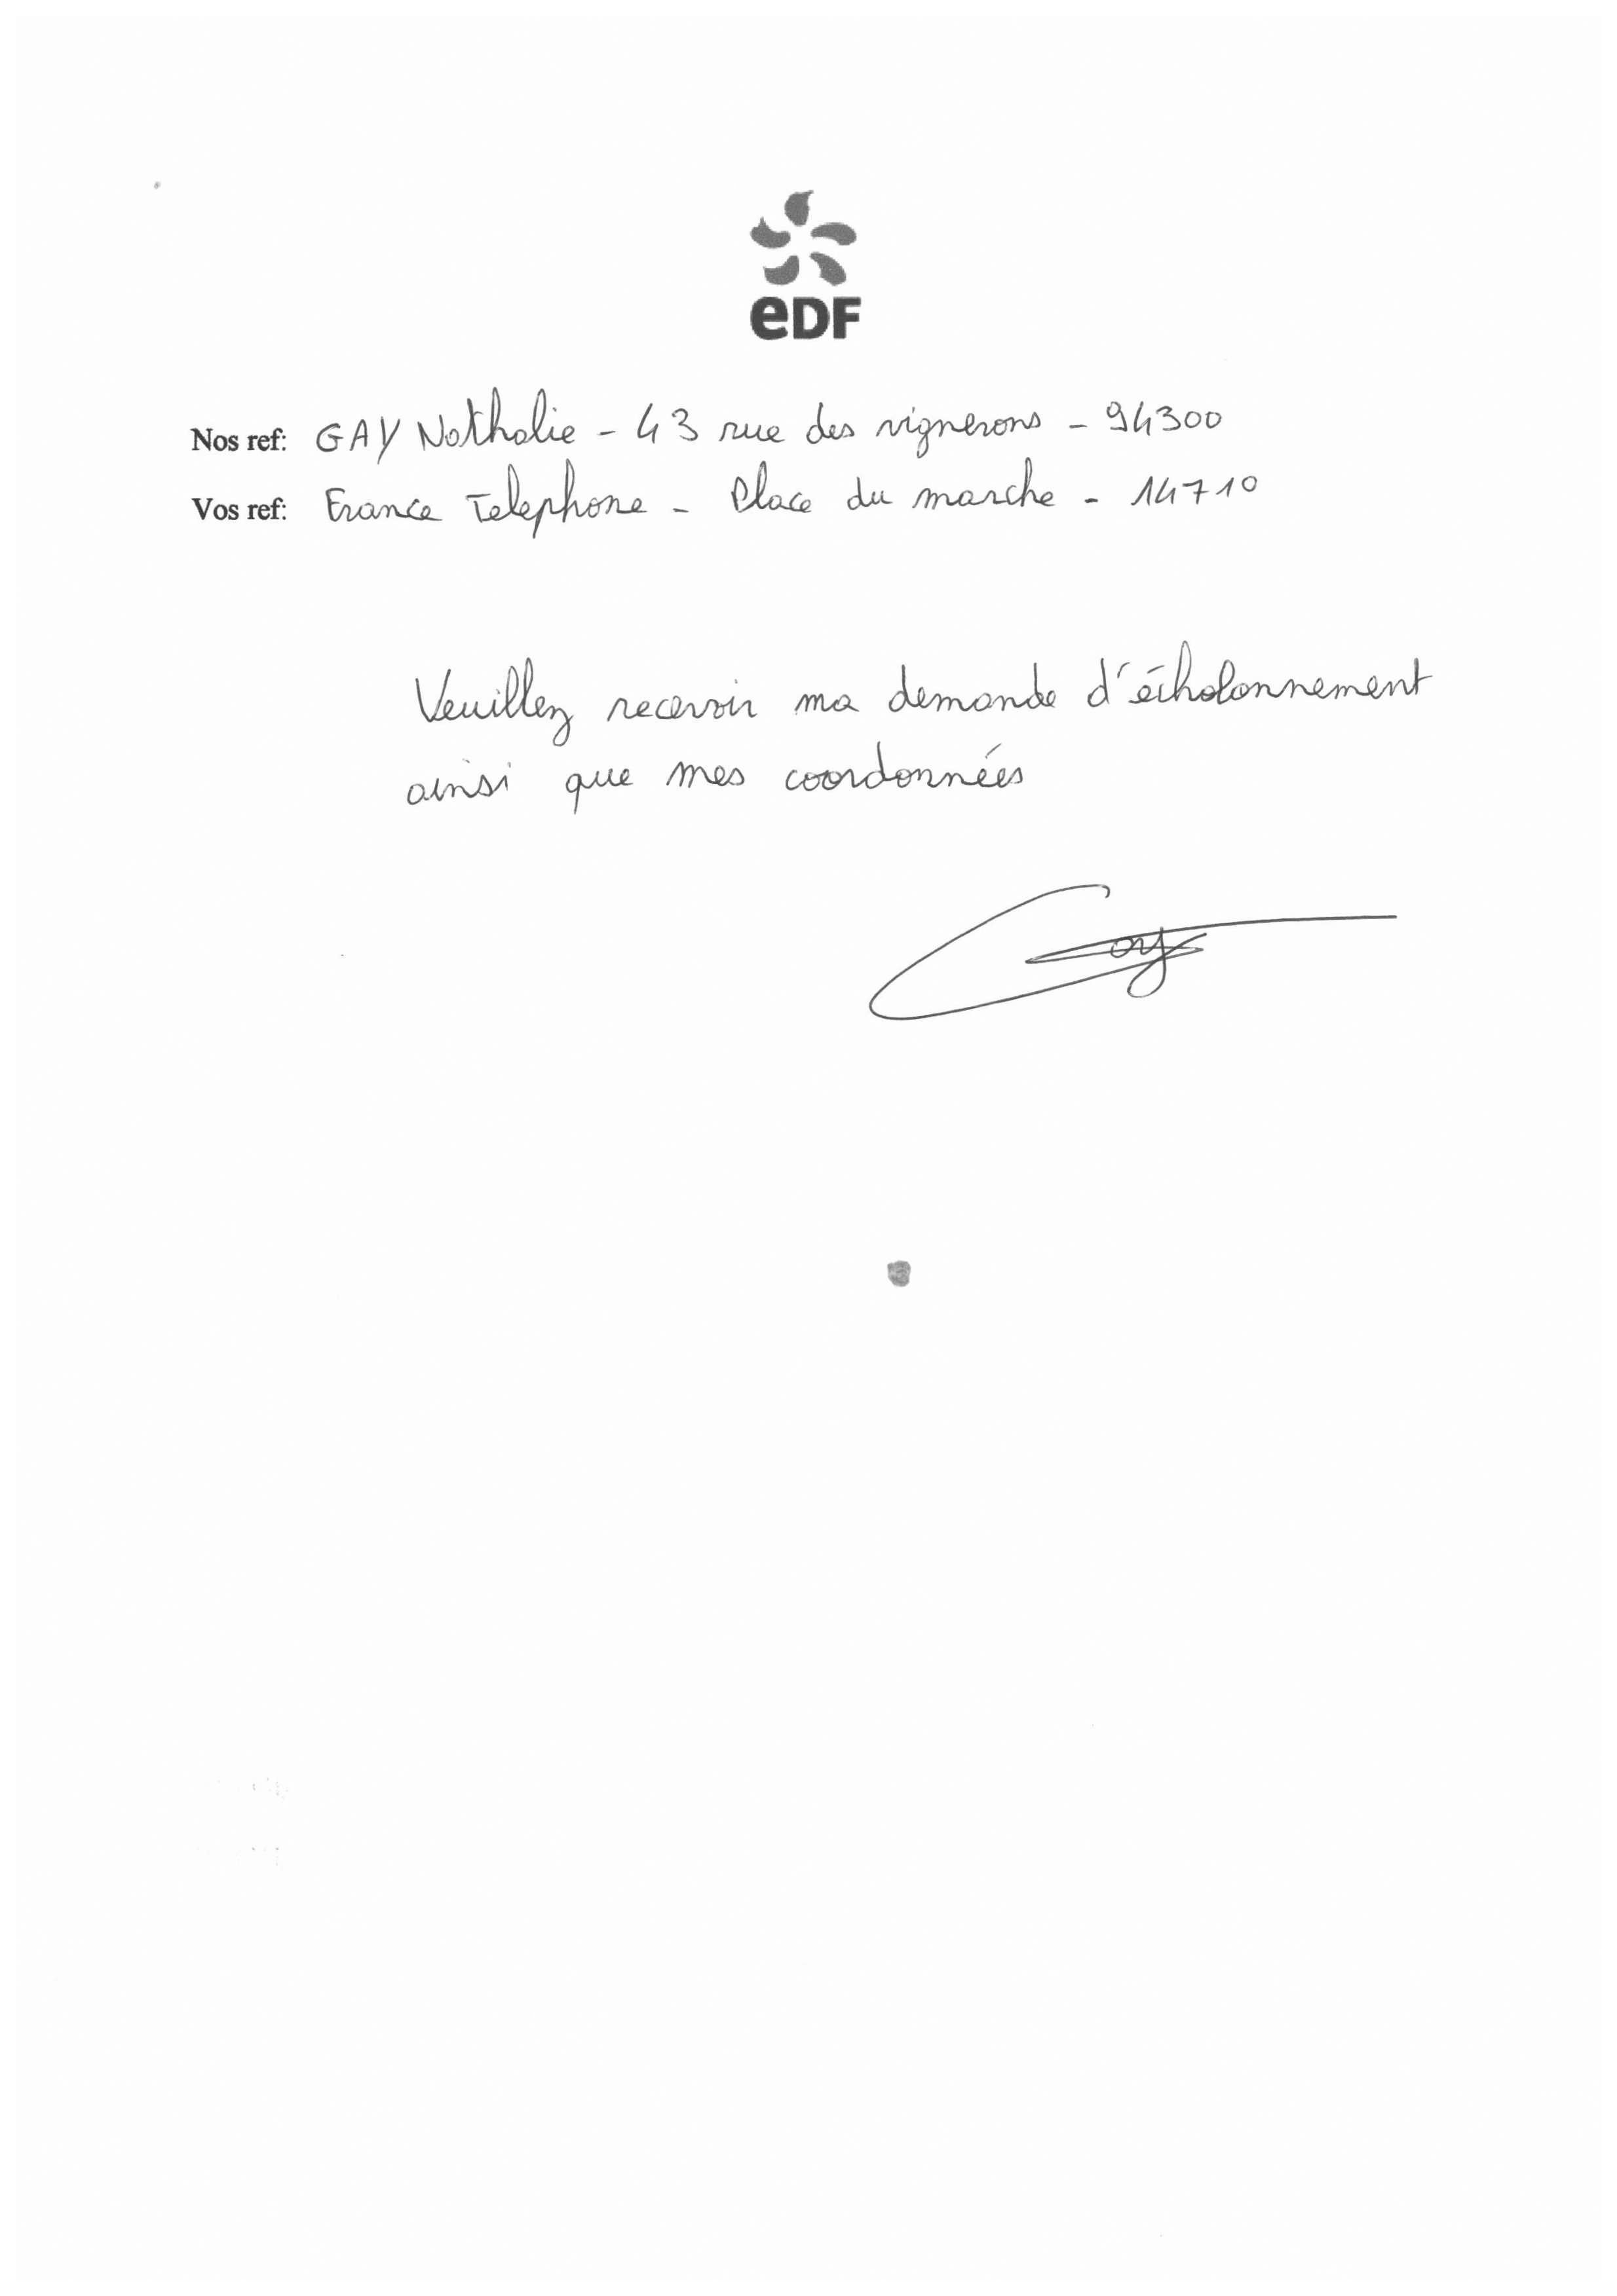 eDF
Nos ref: GAY Nathalie - 43 rue des vignerons - 94300
Vos ref: France Telephone - Place du marche - 14710
Veuillez recevoir ma demande d'écholonnement
ainsi que mes coordonnées
Gay